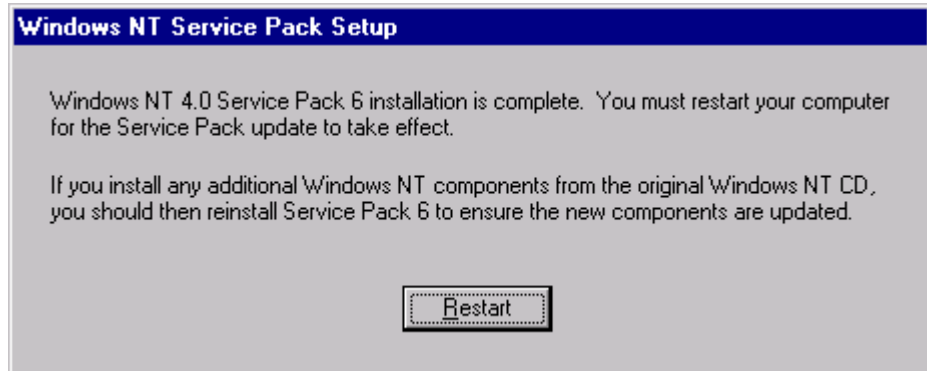 Windows NT Service Pack Setup
Windows NT 4.0 Service Pack 6 installation is complete.  You must restart your computer
for the Service Pack update to take effect.
If you install any additional Windows NT components from the original Windows NT CD,
you should then reinstall Service Pack 6 to ensure the new components are updated.
Restart